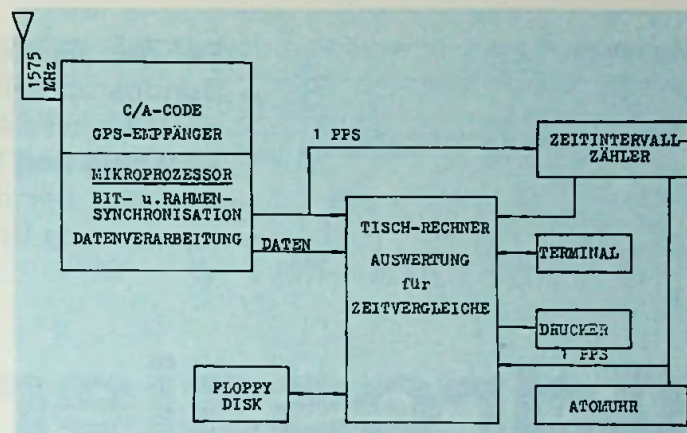 1575
MHz
C/A-CODE
GPS-EMPFÄNGER
MIKROPROZESSOR
BIT- u.RAHMEN-
SYNCHRONISATION
DATENVERARBEITUNG
1 PPS
ZEITINTERVALL-
ZÄHLER
DATEN
TISCH-RECHNER
AUSWERTUNG
für
ZEITVERGLEICHE
TERMINAL
DRUCKER
1 PPS
FLOPPY
DISK
ATOMUHR